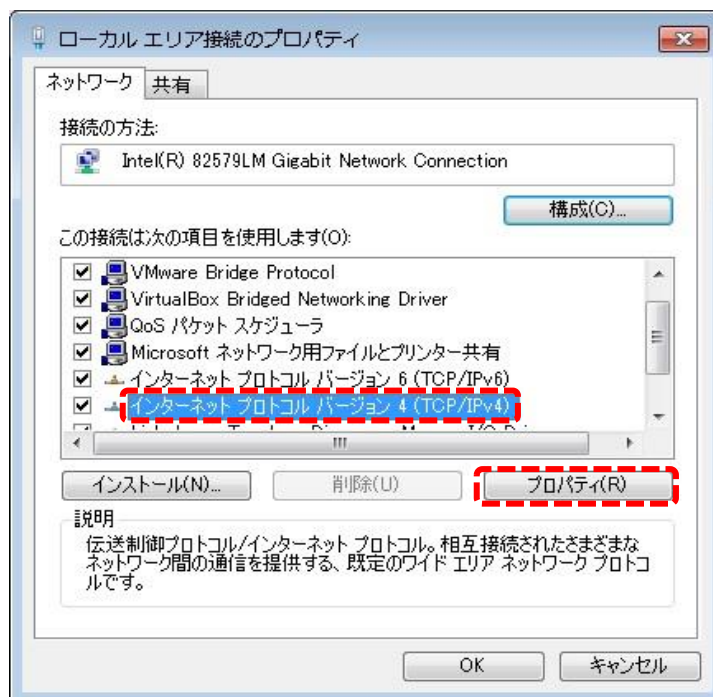 ローカル エリア接続のプロパティ
ネットワーク
共有
接続の方法:
Intel(R) 82579LM Gigabit Network Connection
構成(C)...
この接続は次の項目を使用します(O):
VMware Bridge Protocol
VirtualBox Bridged Networking Driver
QoS パケット スケジューラ
Microsoft ネットワーク用ファイルとプリンター共有
インターネット プロトコル バージョン 6 (TCP/IPv6)
インターネット プロトコル バージョン 4 (TCP/IPv4)
インストール(N)...
削除(U)
プロパティ(R)
説明
伝送制御プロトコル/インターネット プロトコル。相互接続されたさまざまな
ネットワーク間の通信を提供する、既定のワイド エリア ネットワーク プロトコ
ルです。
OK
キャンセル